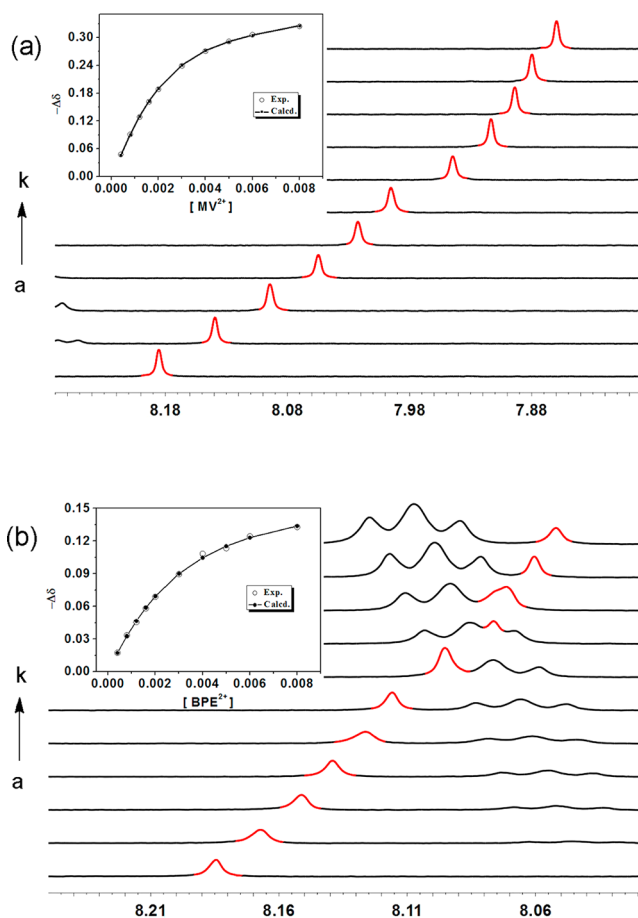 (a)
0.30
0.24
0.18
0.12
0.06
0.00
−Δδ
Exp.
Calcd.
0.000 0.002 0.004 0.006 0.008
[ MV²⁺]
k
a
8.18 8.08 7.98 7.88
(b)
0.15
0.12
0.09
0.06
0.03
0.00
−Δδ
Exp.
Calcd.
0.000 0.002 0.004 0.006 0.008
[ BPE²⁺]
k
a
8.21 8.16 8.11 8.06